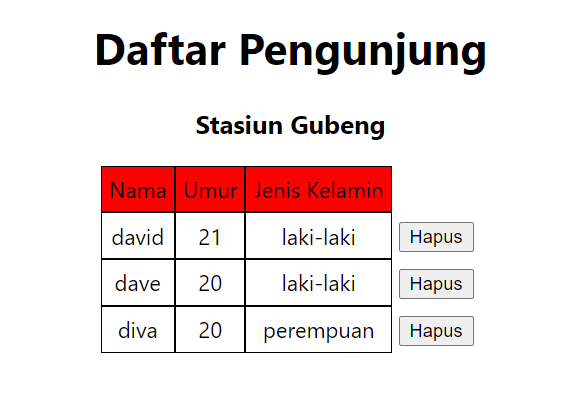 Daftar Pengunjung
Stasiun Gubeng
Nama Umur Jenis Kelamin
david 21 laki-laki Hapus
dave 20 laki-laki Hapus
diva 20 perempuan Hapus